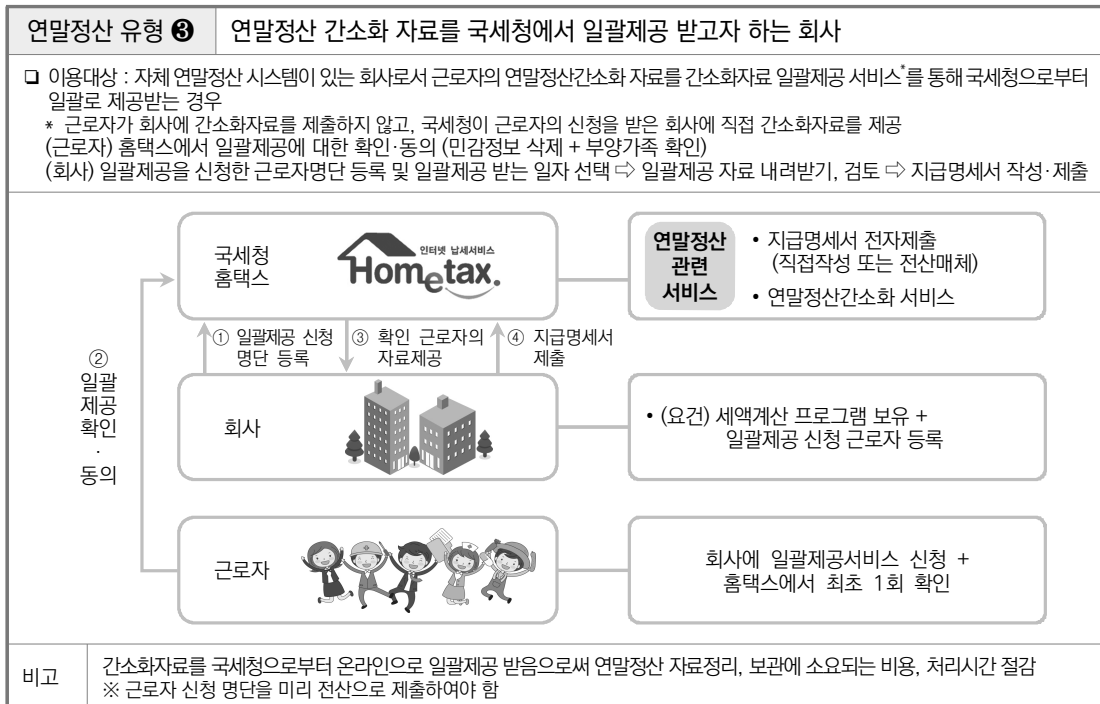 연말정산 유형 ❸ 연말정산 간소화 자료를 국세청에서 일괄제공 받고자 하는 회사
❑ 이용대상 : 자체 연말정산 시스템이 있는 회사로서 근로자의 연말정산간소화 자료를 간소화자료 일괄제공 서비스*를 통해 국세청으로부터
일괄로 제공받는 경우
* 근로자가 회사에 간소화자료를 제출하지 않고, 국세청이 근로자의 신청을 받은 회사에 직접 간소화자료를 제공
(근로자) 홈택스에서 일괄제공에 대한 확인·동의 (민감정보 삭제 + 부양가족 확인)
(회사) 일괄제공을 신청한 근로자명단 등록 및 일괄제공 받는 일자 선택 ⇨ 일괄제공 자료 내려받기, 검토 ⇨ 지급명세서 작성·제출
국세청
홈택스
인터넷 납세서비스
Hometax.
연말정산
관련
서비스
• 지급명세서 전자제출
(직접작성 또는 전산매체)
• 연말정산간소화 서비스
① 일괄제공 신청
명단 등록
③ 확인 근로자의
자료제공
④ 지급명세서
제출
②
일괄
제공
확인
·
동의
회사
• (요건) 세액계산 프로그램 보유 +
일괄제공 신청 근로자 등록
근로자
회사에 일괄제공서비스 신청 +
홈택스에서 최초 1회 확인
비고
간소화자료를 국세청으로부터 온라인으로 일괄제공 받음으로써 연말정산 자료정리, 보관에 소요되는 비용, 처리시간 절감
※ 근로자 신청 명단을 미리 전산으로 제출하여야 함